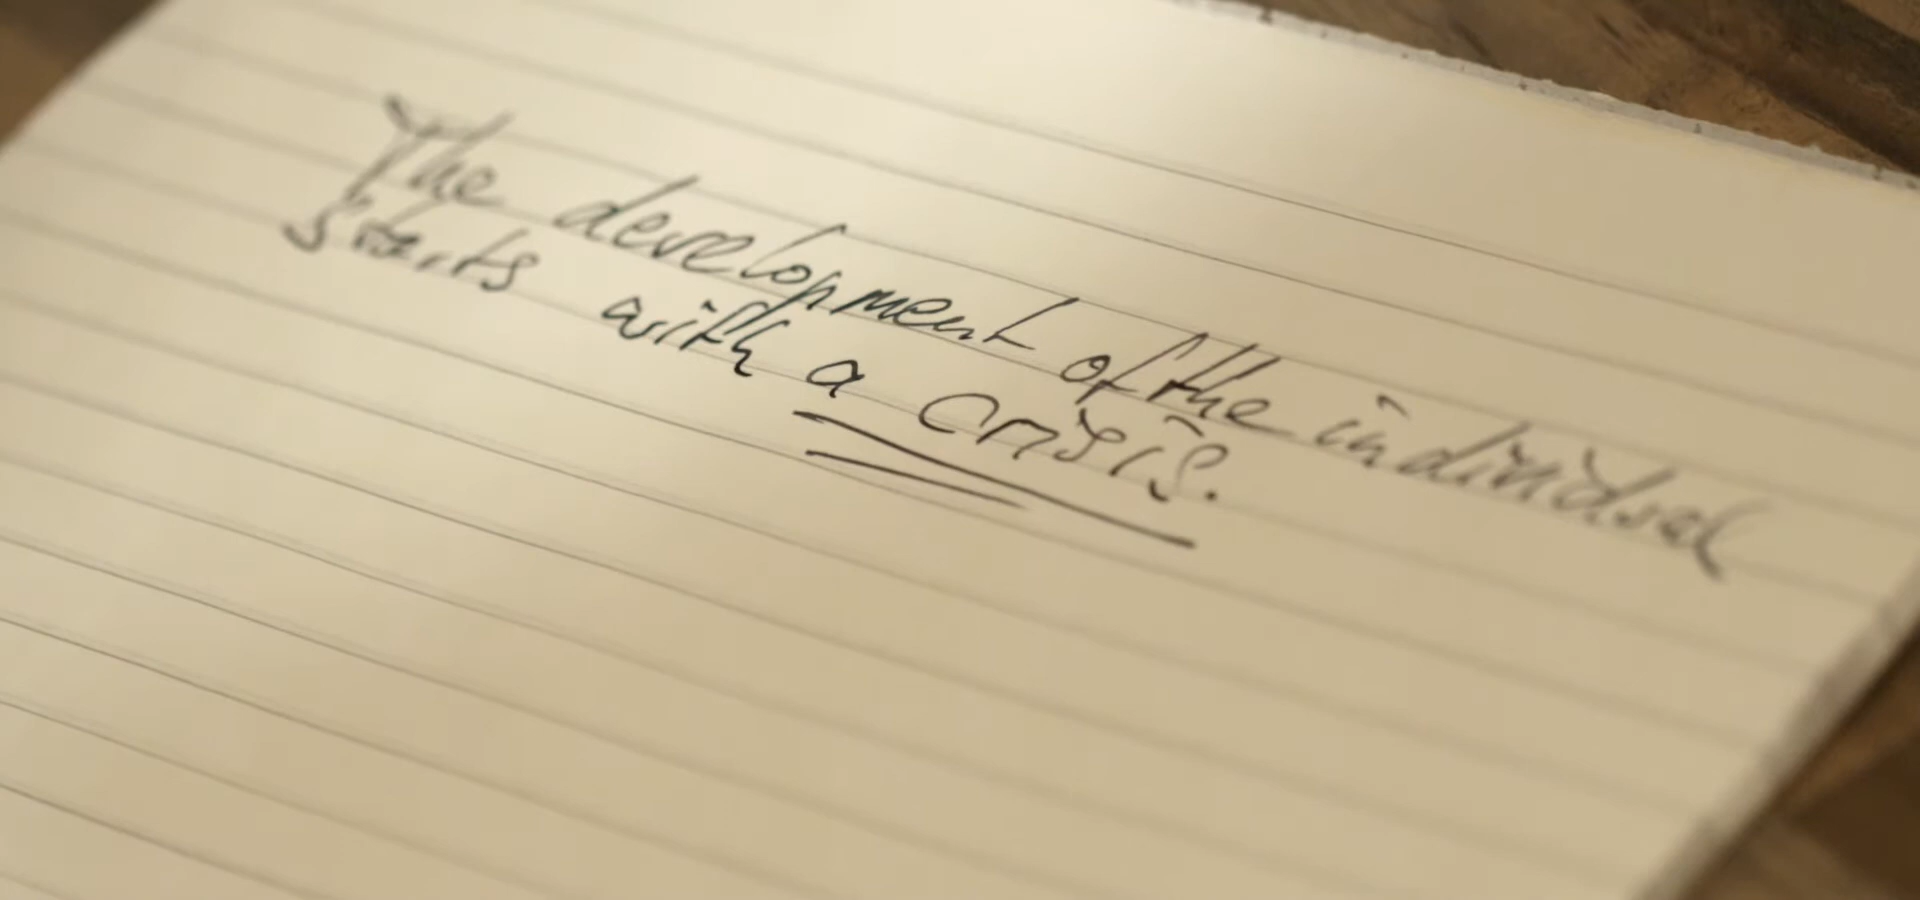 The development of the individual
starts with a crisis.